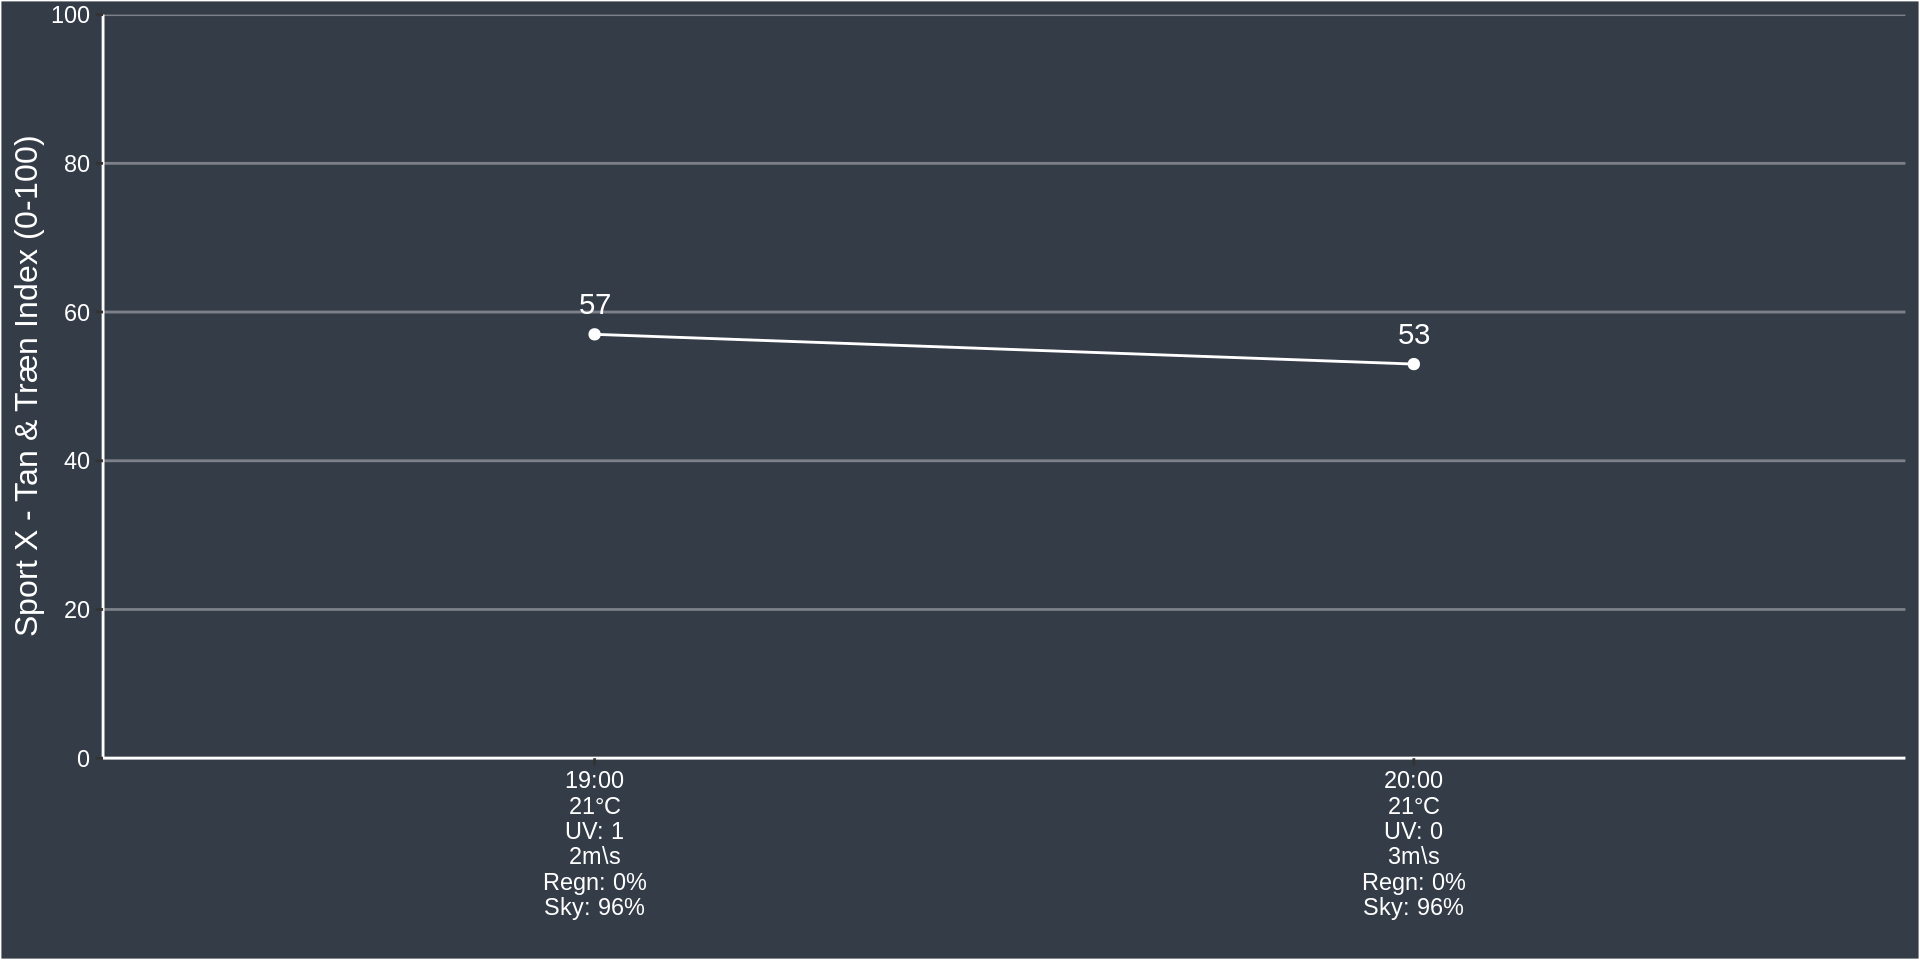 Sport X - Tan & Træn Index (0-100)
100
80
60
40
20
0
57
53
19:00
21°C
UV: 1
2m\s
Regn: 0%
Sky: 96%
20:00
21°C
UV: 0
3m\s
Regn: 0%
Sky: 96%